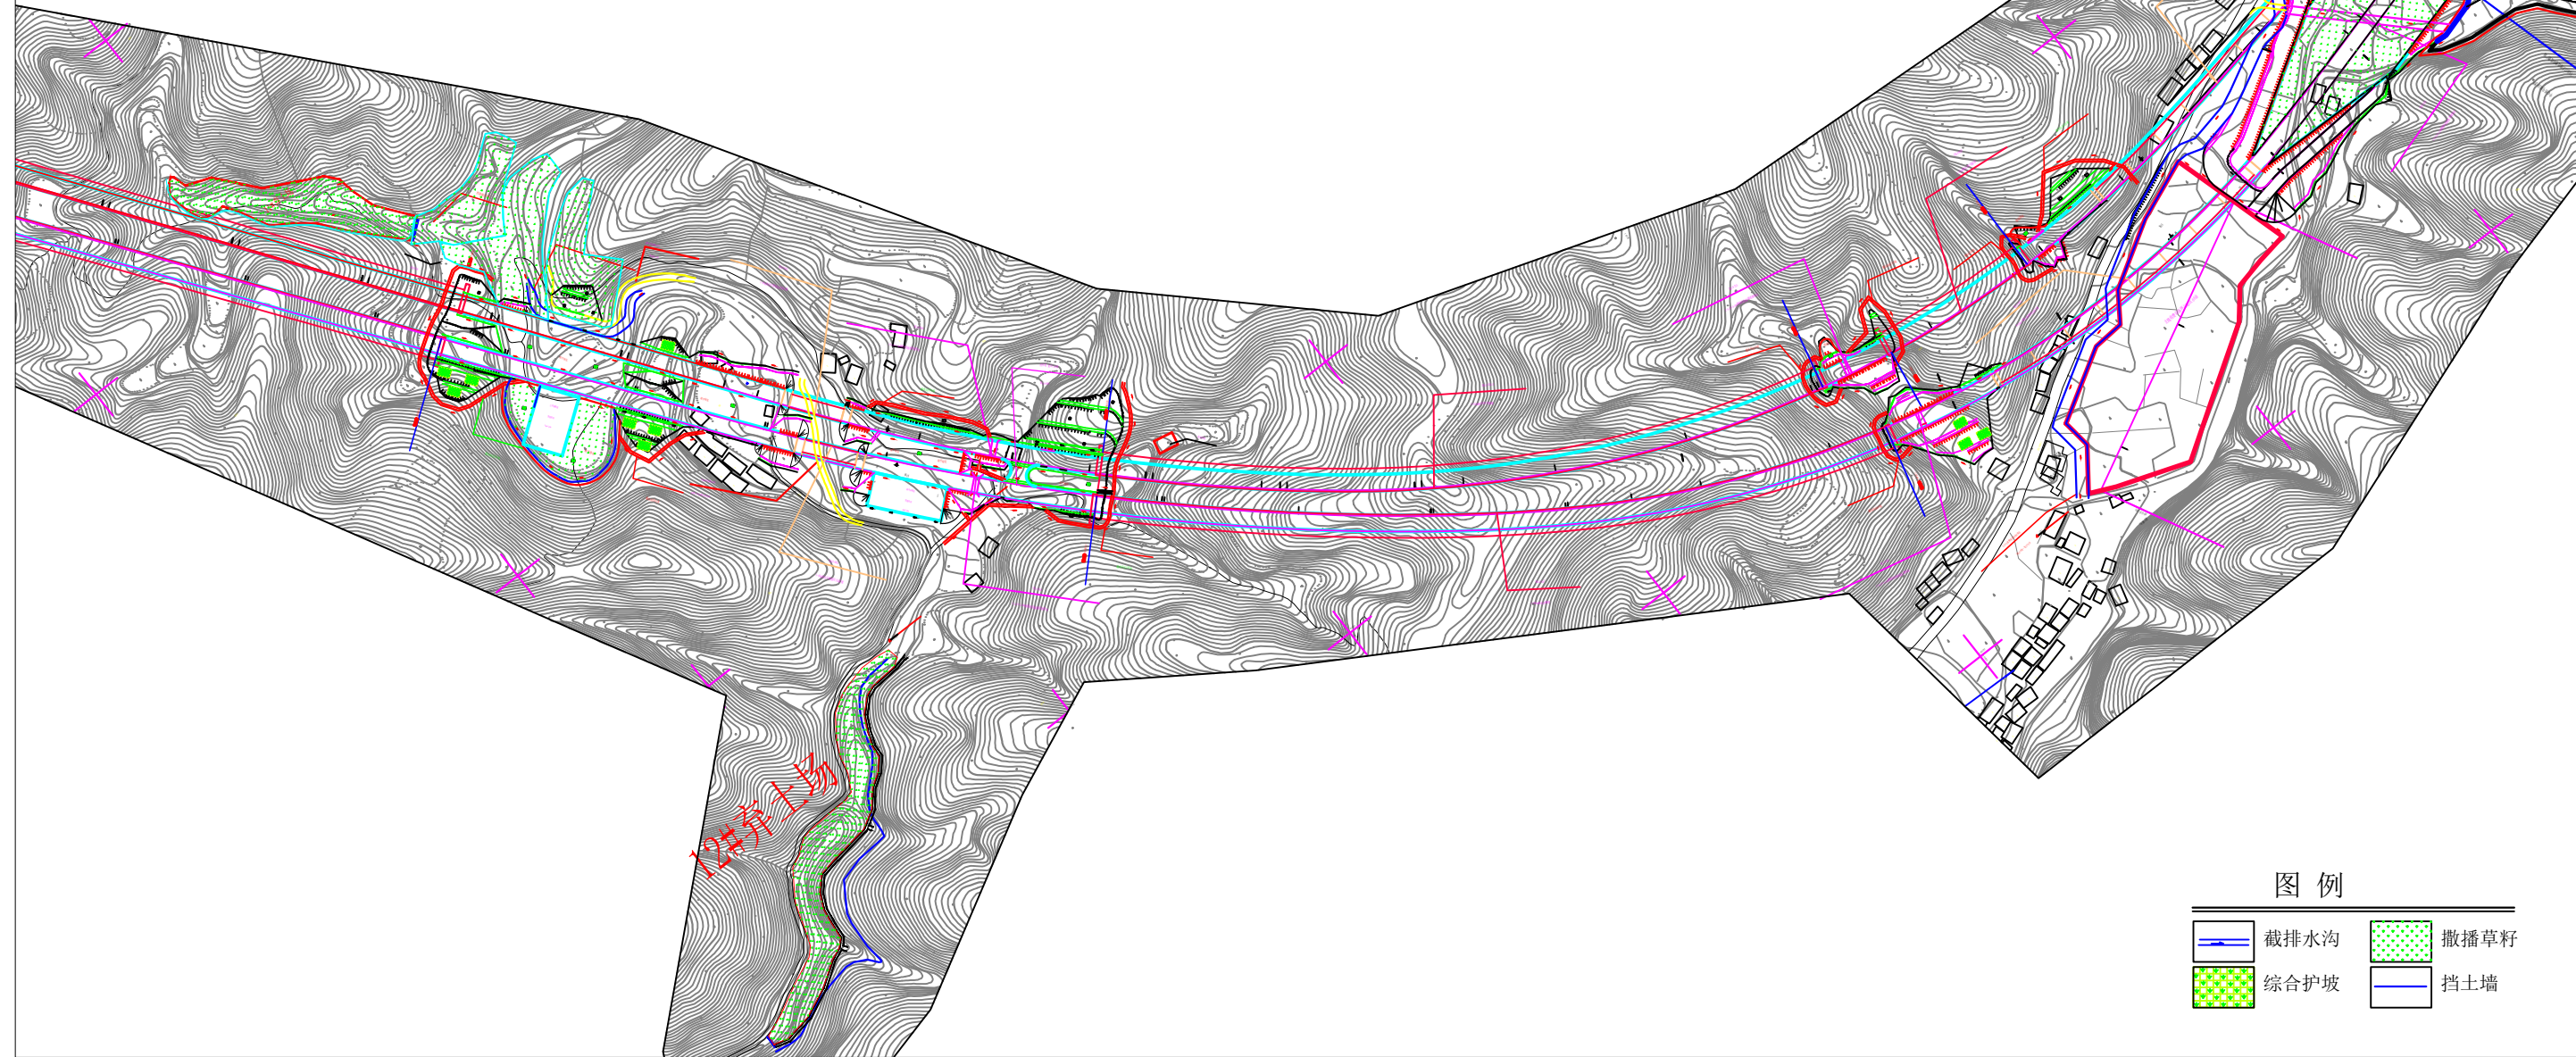 12#弃土场
图 例
截排水沟
撒播草籽
综合护坡
挡土墙